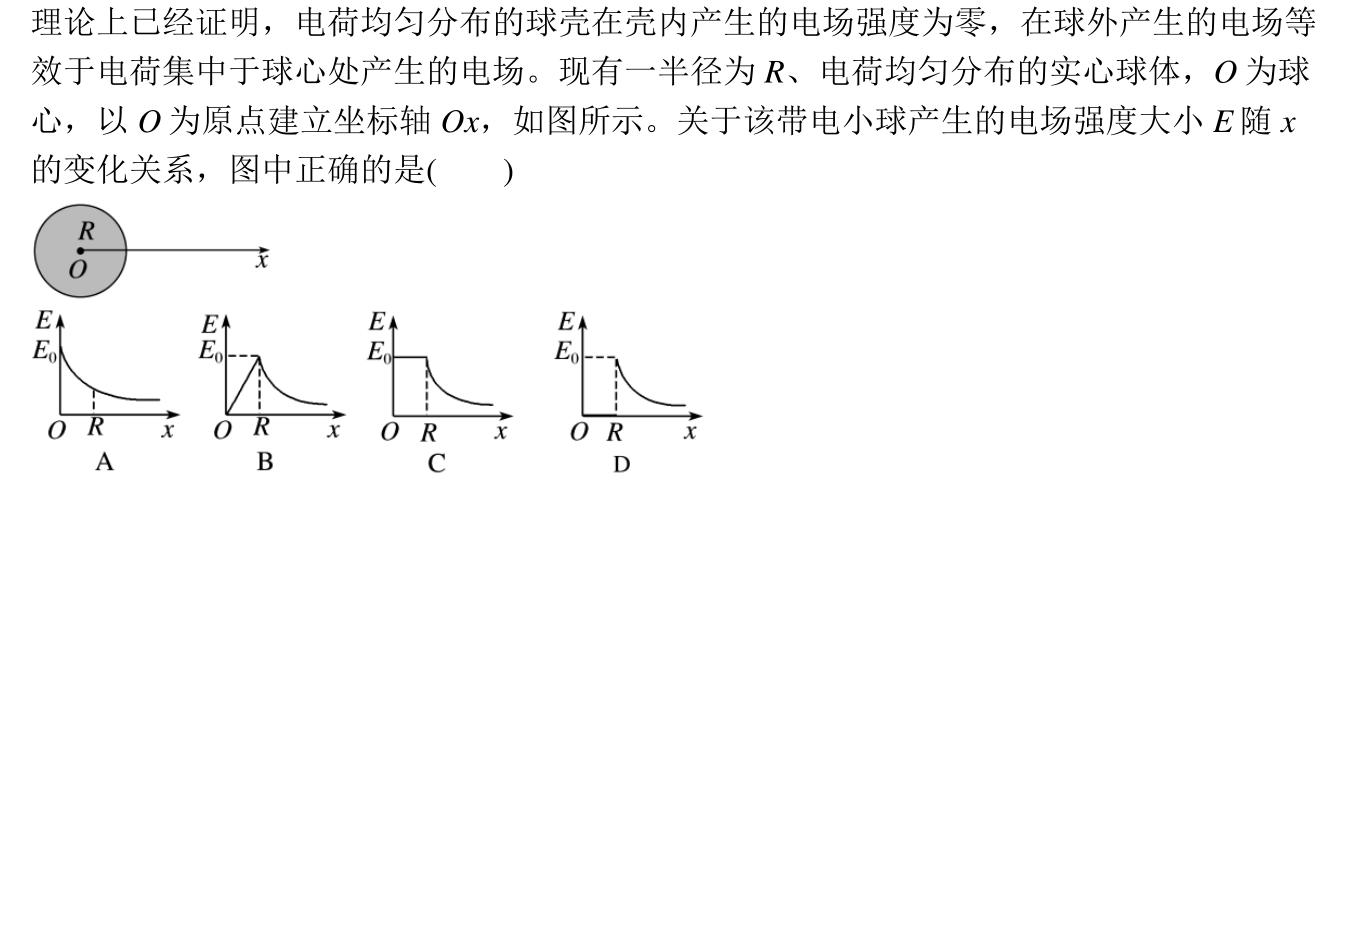 理论上已经证明，电荷均匀分布的球壳在壳内产生的电场强度为零，在球外产生的电场等
效于电荷集中于球心处产生的电场。现有一半径为 R、电荷均匀分布的实心球体，O 为球
心，以 O 为原点建立坐标轴 Ox，如图所示。关于该带电小球产生的电场强度大小 E 随 x
的变化关系，图中正确的是(　　)
R
O
x
E
E0
O R x
A
E
E0
O R x
B
E
E0
O R x
C
E
E0
O R x
D